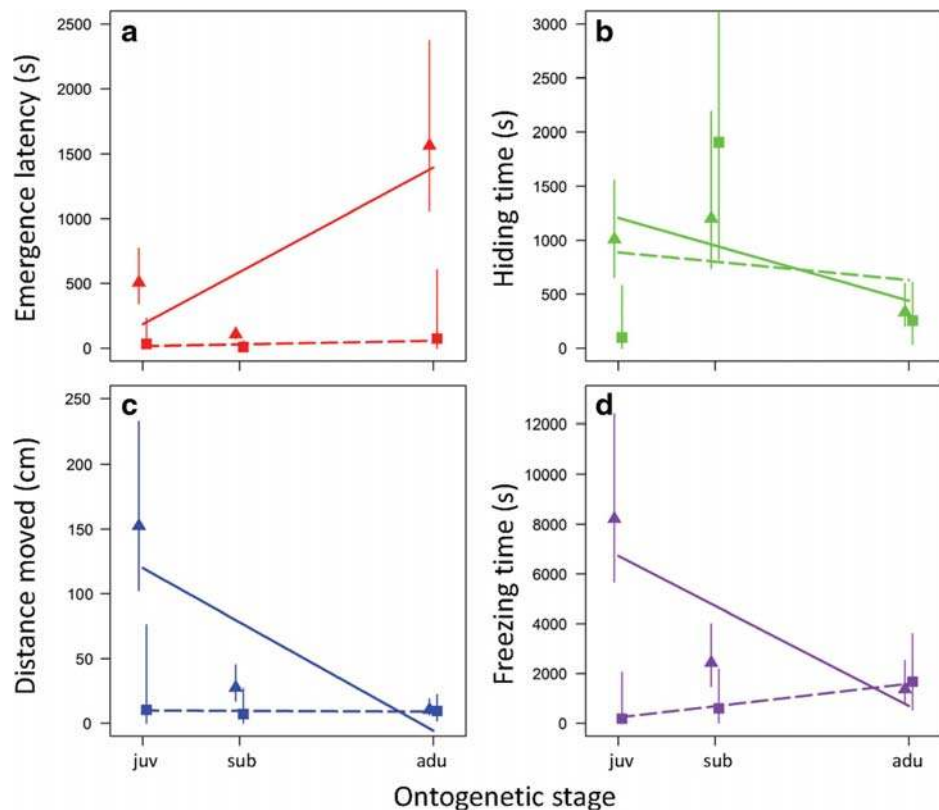 a
Emergence latency (s)
2500
2000
1500
1000
500
0
b
Hiding time (s)
3000
2500
2000
1500
1000
500
0
c
Distance moved (cm)
250
200
150
100
50
0
juv sub adu
d
Freezing time (s)
12000
10000
8000
6000
4000
2000
0
juv sub adu
Ontogenetic stage